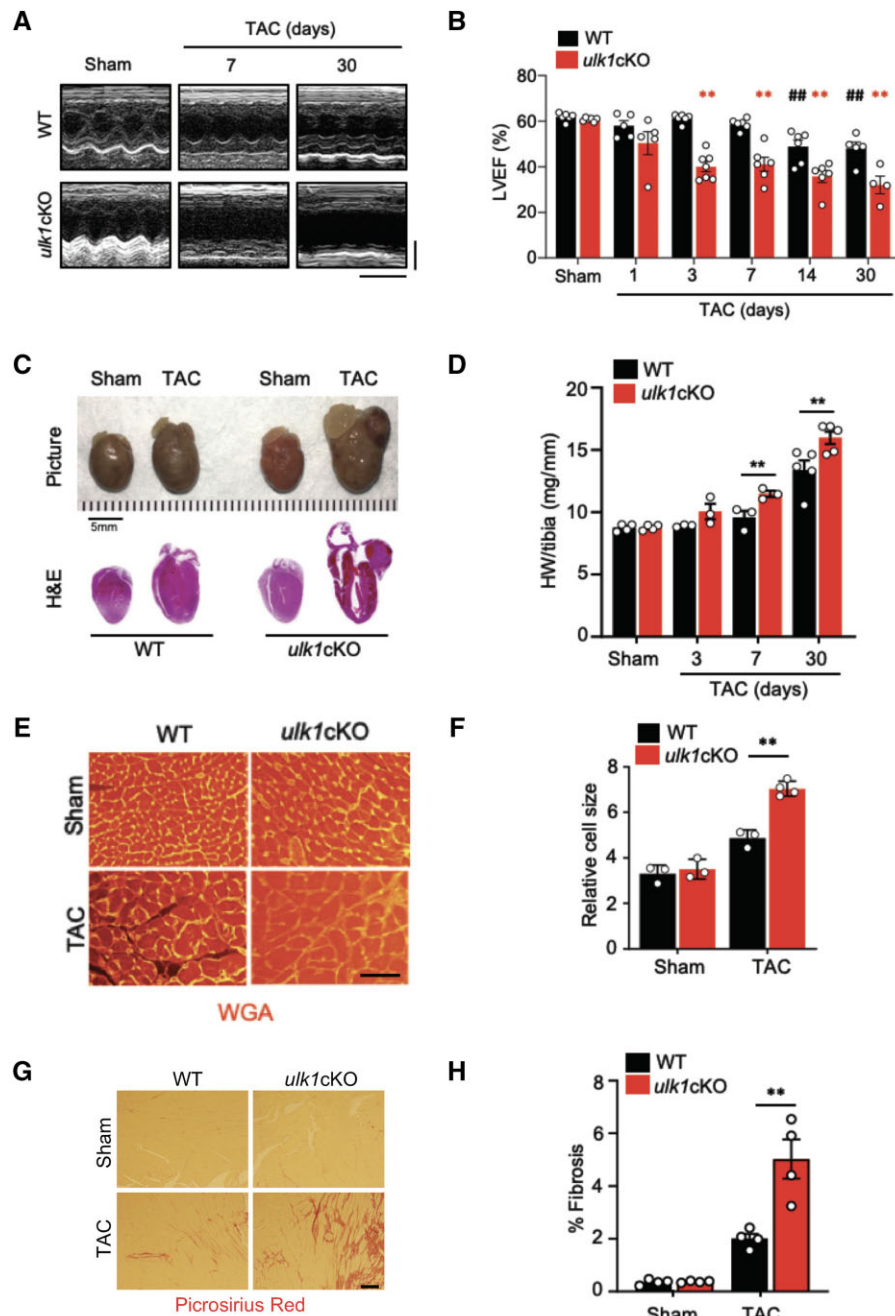 A
TAC (days)
Sham 7 30
WT
ulk1cKO
B
WT
ulk1cKO
LVEF (%)
80
60
40
20
0
** ** ## ** ## **
Sham 1 3 7 14 30
TAC (days)
C
Sham TAC Sham TAC
Picture
5mm
H&E
WT ulk1cKO
D
WT
ulk1cKO
HW/tibia (mg/mm)
20
15
10
5
0
**
**
Sham 3 7 30
TAC (days)
E
WT ulk1cKO
Sham
TAC
WGA
F
WT
ulk1cKO
Relative cell size
8
6
4
2
0
**
Sham TAC
G
WT ulk1cKO
Sham
TAC
Picrosirius Red
H
WT
ulk1cKO
% Fibrosis
8
6
4
2
0
**
Sham TAC